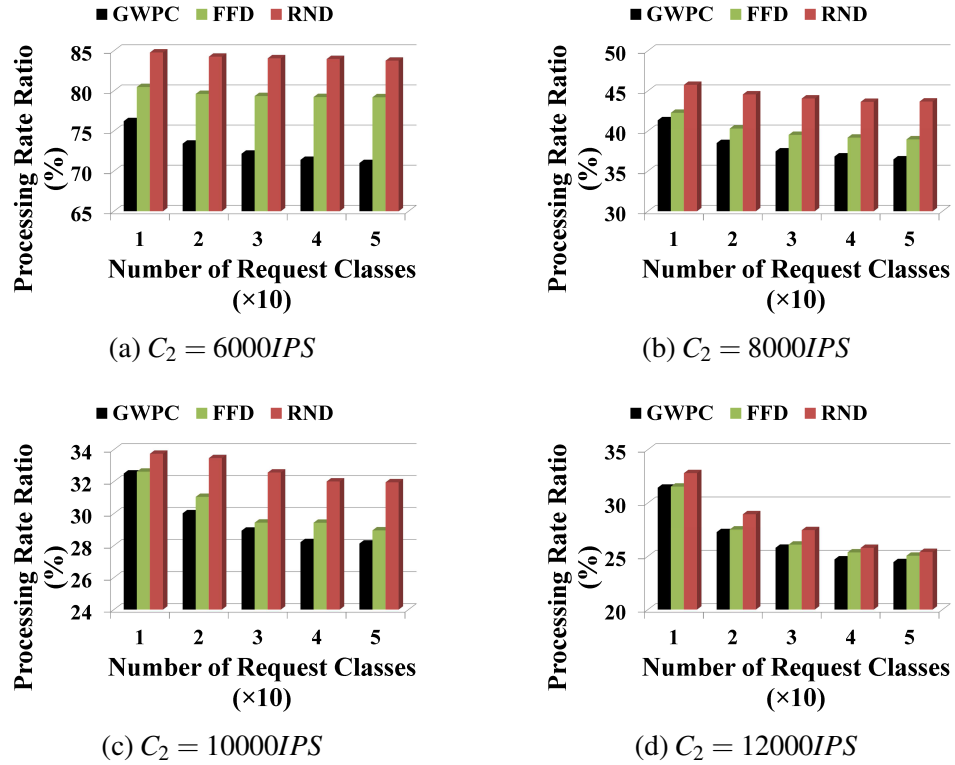 GWPC FFD RND
Processing Rate Ratio
(%)
85
80
75
70
65
1 2 3 4 5
Number of Request Classes
(×10)
(a) C₂ = 6000IPS
GWPC FFD RND
Processing Rate Ratio
(%)
50
45
40
35
30
1 2 3 4 5
Number of Request Classes
(×10)
(b) C₂ = 8000IPS
GWPC FFD RND
Processing Rate Ratio
(%)
34
32
30
28
26
24
1 2 3 4 5
Number of Request Classes
(×10)
(c) C₂ = 10000IPS
GWPC FFD RND
Processing Rate Ratio
(%)
35
30
25
20
1 2 3 4 5
Number of Request Classes
(×10)
(d) C₂ = 12000IPS